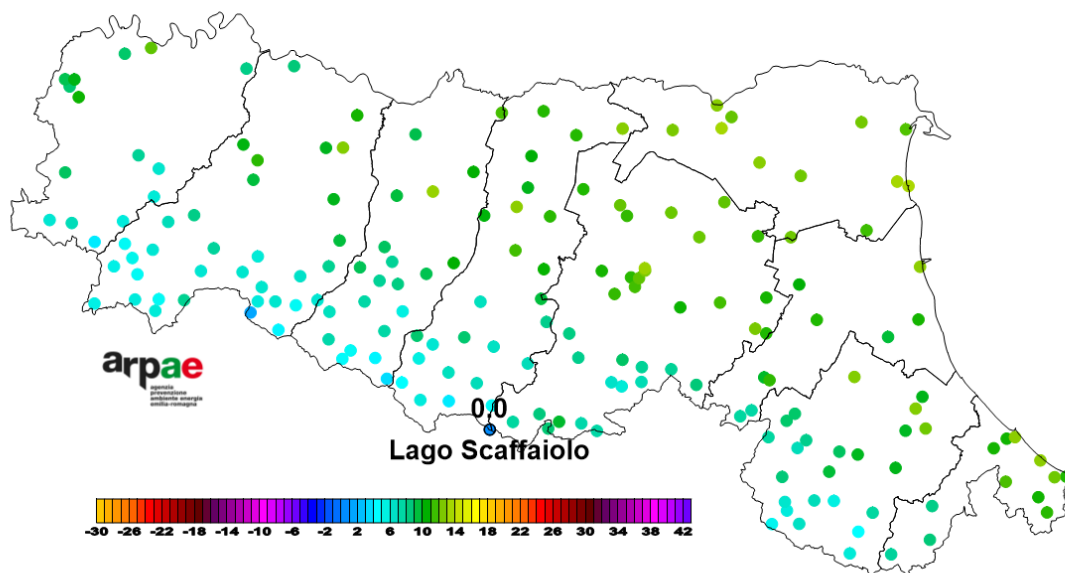 arpae
agenzia
prevenzione
ambiente energia
emilia-romagna
0.0
Lago Scaffaiolo
-30 -26 -22 -18 -14 -10 -6 -2 2 6 10 14 18 22 26 30 34 38 42